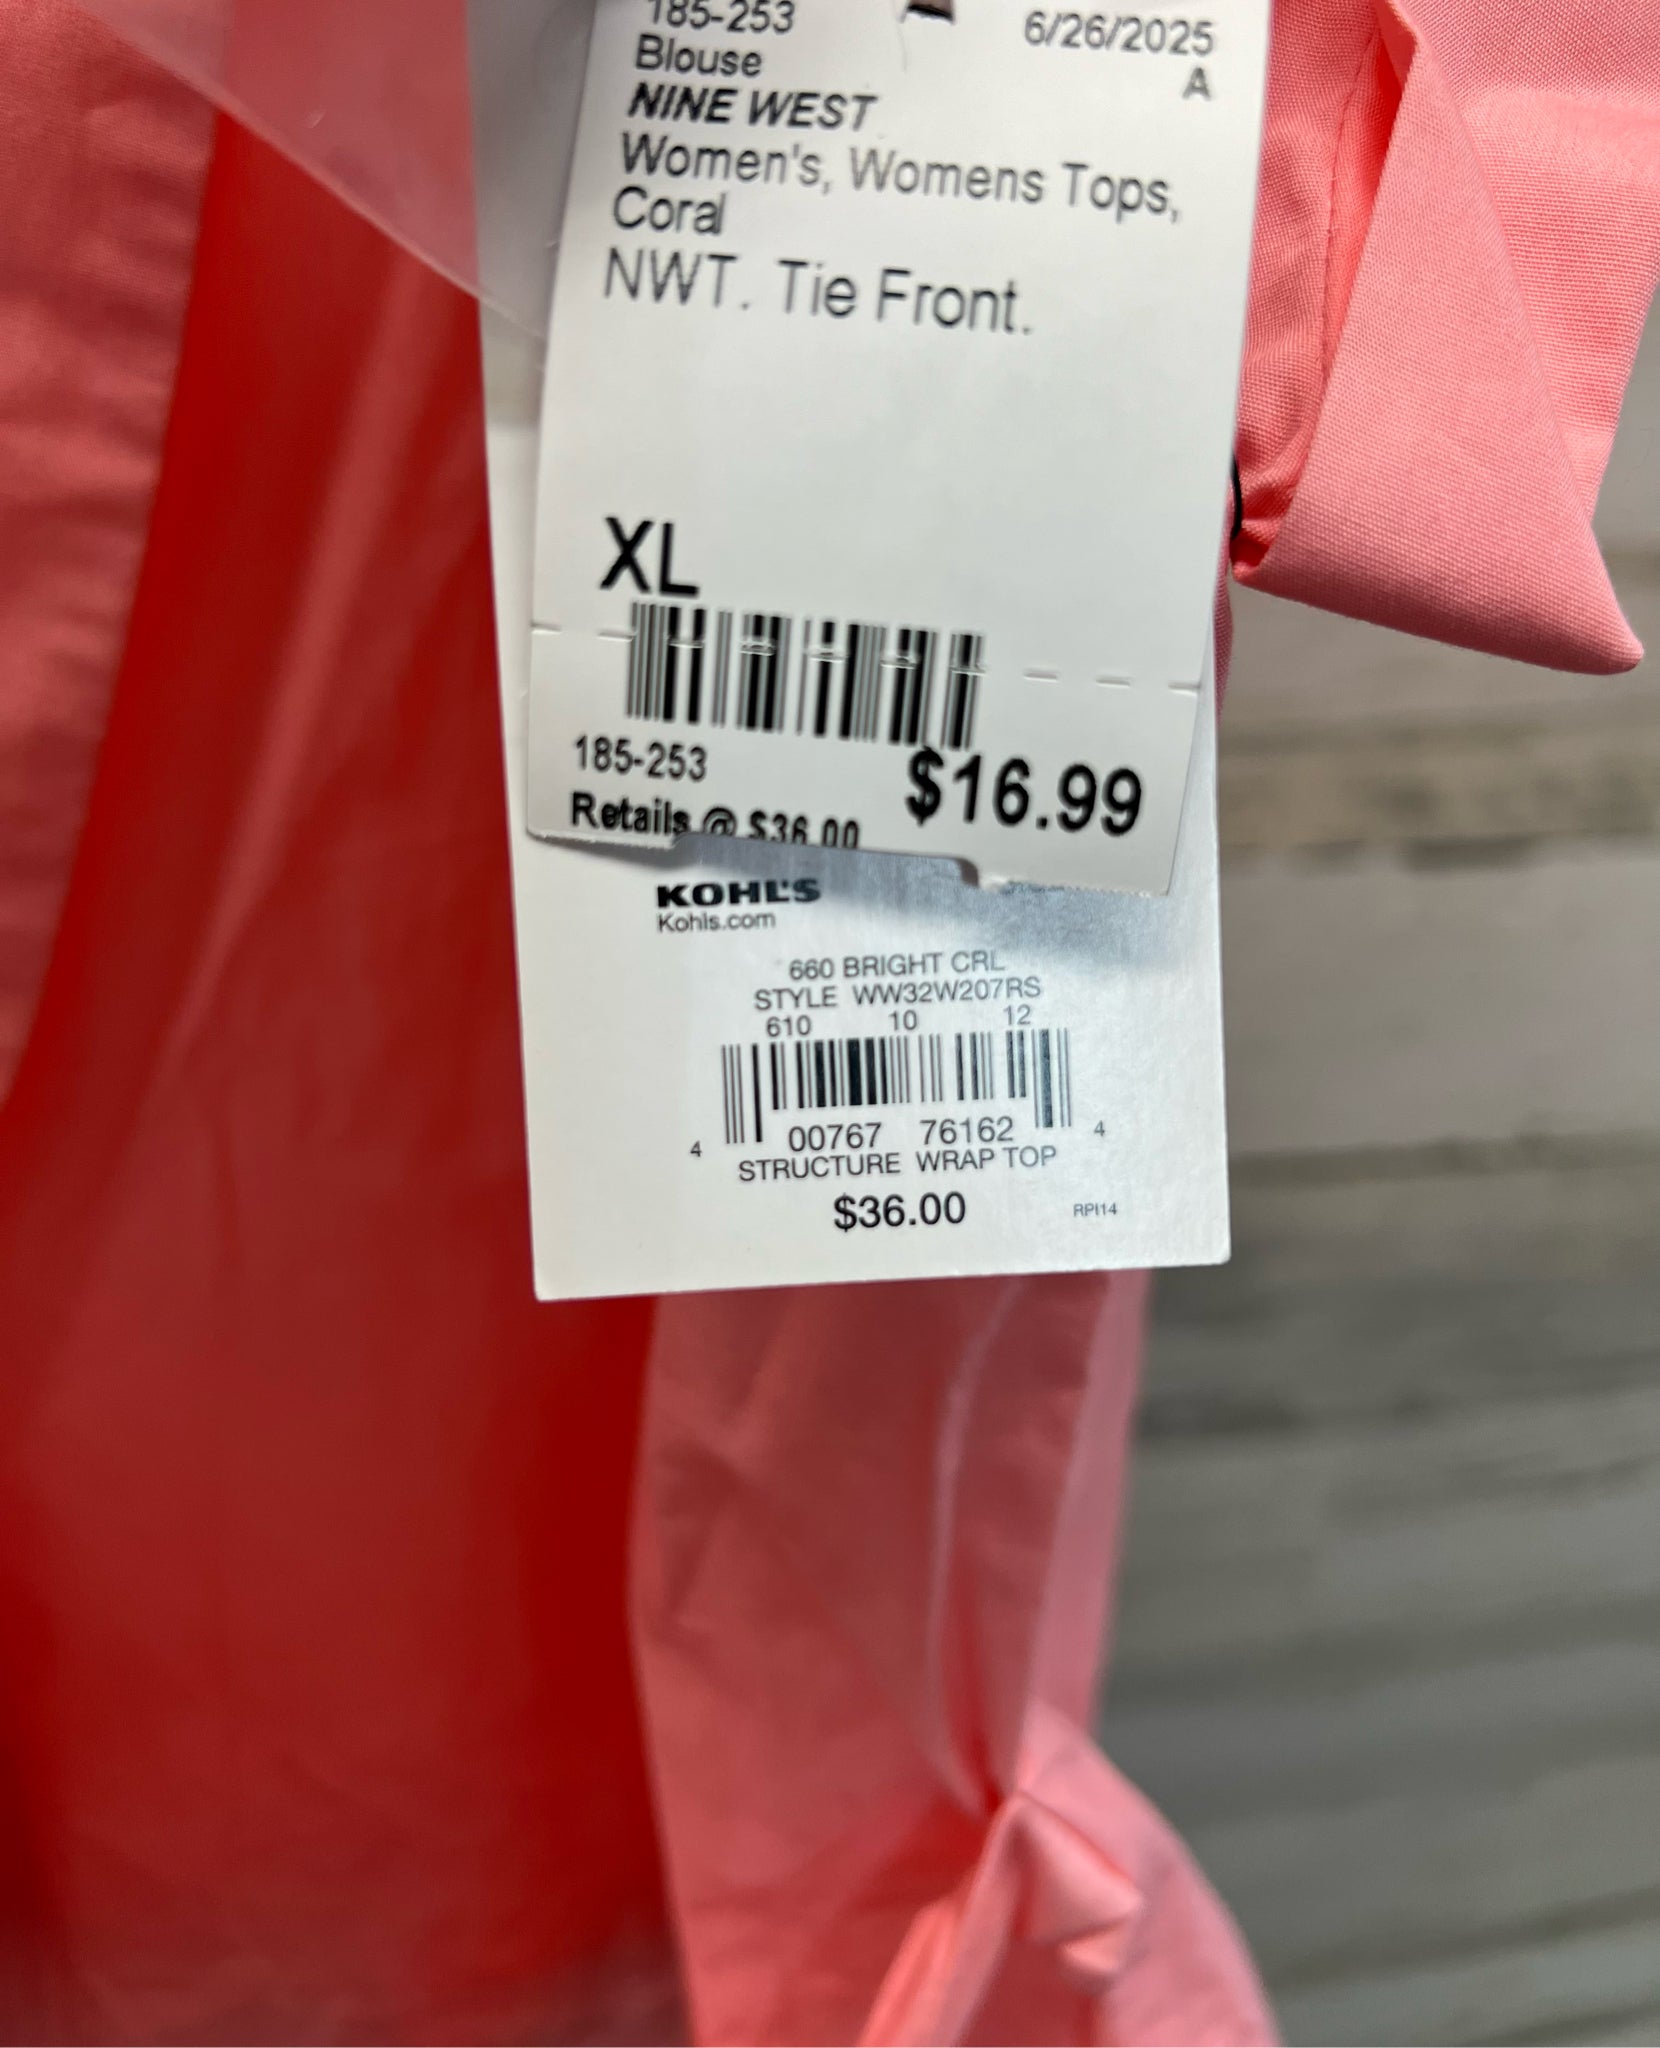 185-253 6/26/2025
Blouse A
NINE WEST
Women's, Womens Tops,
Coral
NWT. Tie Front.
XL
185-253 $16.99
Retails @ $36.00
KOHL'S
Kohls.com
660 BRIGHT CRL
STYLE WW32W207RS
610 10 12
4 00767 76162 4
STRUCTURE WRAP TOP
$36.00 RPI14